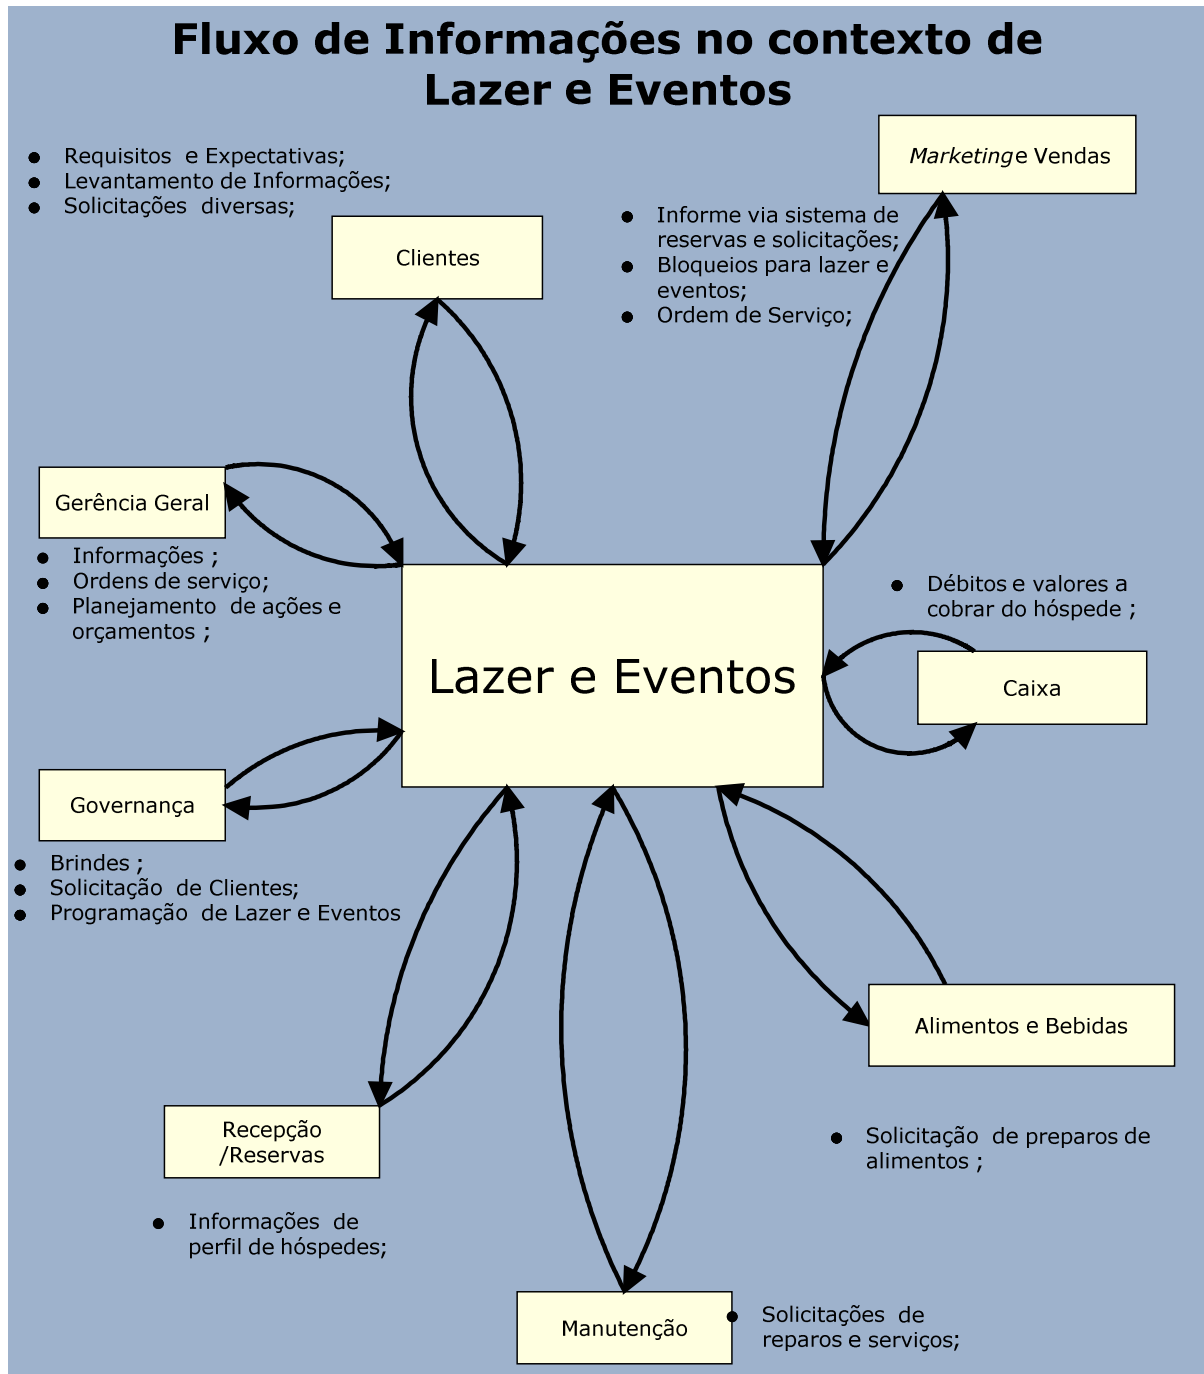 Fluxo de Informações no contexto de
Lazer e Eventos
Requisitos e Expectativas;
Levantamento de Informações;
Solicitações diversas;
Clientes
Marketing e Vendas
Informe via sistema de
reservas e solicitações;
Bloqueios para lazer e
eventos;
Ordem de Serviço;
Gerência Geral
Informações ;
Ordens de serviço;
Planejamento de ações e
orçamentos ;
Débitos e valores a
cobrar do hóspede ;
Lazer e Eventos
Caixa
Governança
Brindes ;
Solicitação de Clientes;
Programação de Lazer e Eventos
Alimentos e Bebidas
Solicitação de preparos de
alimentos ;
Recepção
/Reservas
Informações de
perfil de hóspedes;
Manutenção
Solicitações de
reparos e serviços;